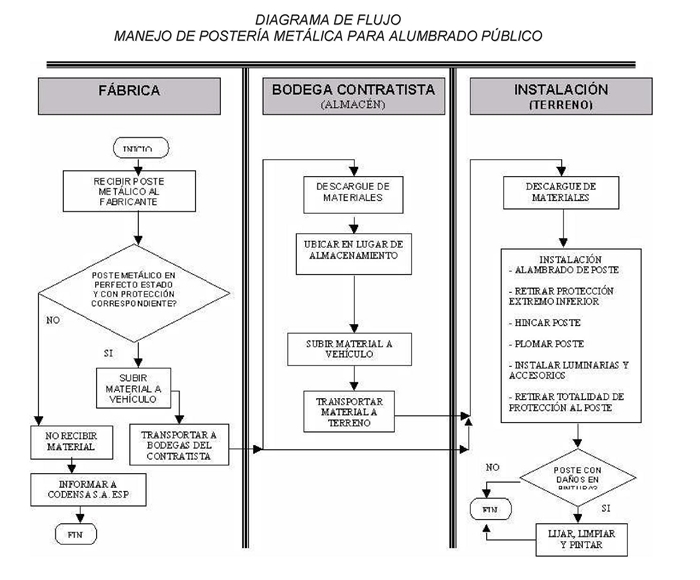 DIAGRAMA DE FLUJO
MANEJO DE POSTERÍA METÁLICA PARA ALUMBRADO PÚBLICO
FÁBRICA
INICIO
RECIBIR POSTE
METÁLICO AL
FABRICANTE
POSTE METÁLICO EN
PERFECTO ESTADO
Y CON PROTECCIÓN
CORRESPONDIENTE?
NO
SI
SUBIR
MATERIAL A
VEHÍCULO
NO RECIBIR
MATERIAL
TRANSPORTAR A
BODEGAS DEL
CONTRATISTA
INFORMAR A
CODENSA S.A. ESP
FIN
BODEGA CONTRATISTA
(ALMACÉN)
DESCARGUE DE
MATERIALES
UBICAR EN LUGAR DE
ALMACENAMIENTO
SUBIR MATERIAL A
VEHÍCULO
TRANSPORTAR
MATERIAL A
TERRENO
INSTALACIÓN
(TERRENO)
DESCARGUE DE
MATERIALES
INSTALACIÓN
- ALAMBRADO DE POSTE
- RETIRAR PROTECCIÓN
EXTREMO INFERIOR
- HINCAR POSTE
- PLOMAR POSTE
- INSTALAR LUMINARIAS Y
ACCESORIOS
- RETIRAR TOTALIDAD DE
PROTECCIÓN AL POSTE
POSTE CON
DAÑOS EN
PINTURA?
NO
SI
FIN
LIJAR, LIMPIAR
Y PINTAR